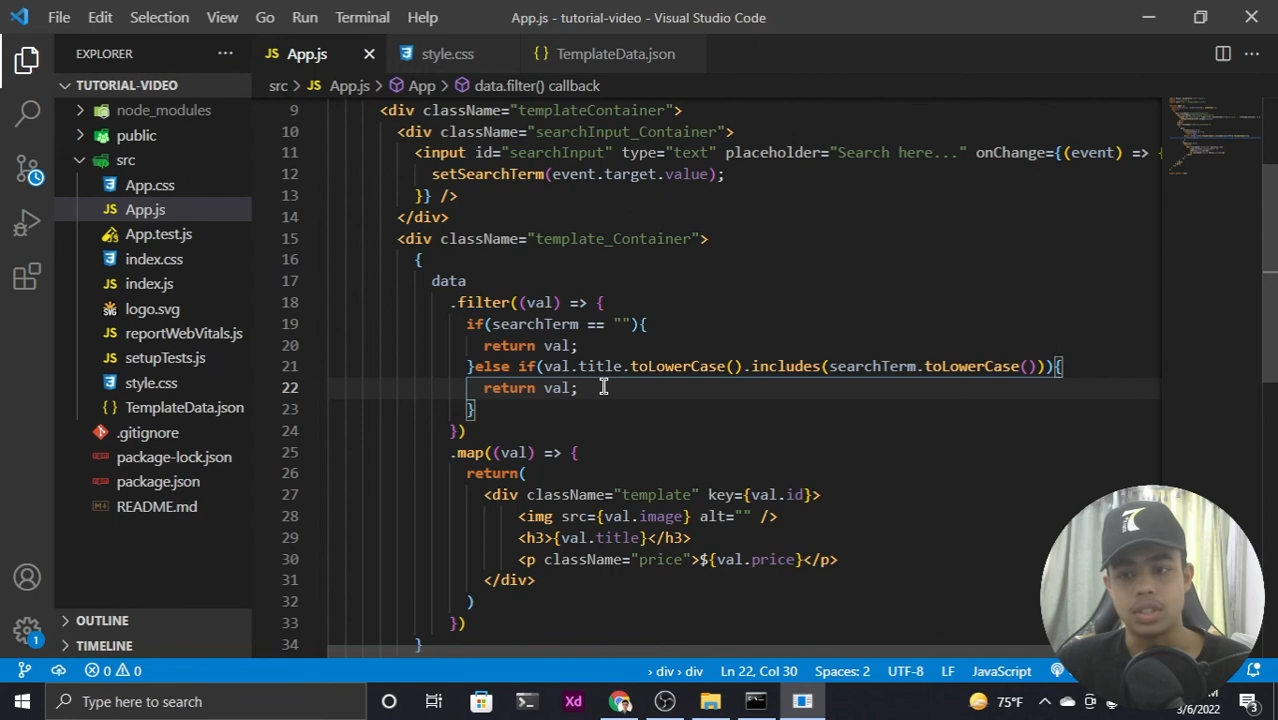 File Edit Selection View Go Run Terminal Help App.js - tutorial-video - Visual Studio Code
EXPLORER
App.js
style.css
TemplateData.json
TUTORIAL-VIDEO
src > JS App.js > App > data.filter() callback
node_modules
public
src
App.css
JS App.js
App.test.js
index.css
JS index.js
logo.svg
JS reportWebVitals.js
JS setupTests.js
style.css
{} TemplateData.json
.gitignore
package-lock.json
package.json
README.md
OUTLINE
TIMELINE
9 <div className="templateContainer">
10 <div className="searchInput_Container">
11 <input id="searchInput" type="text" placeholder="Search here..." onChange={(event) => {
12 setSearchTerm(event.target.value);
13 }} />
14 </div>
15 <div className="template_Container">
16 {
17 data
18 .filter((val) => {
19 if(searchTerm == ""){
20 return val;
21 }else if(val.title.toLowerCase().includes(searchTerm.toLowerCase())){
22 return val;
23 }
24 })
25 .map((val) => {
26 return(
27 <div className="template" key={val.id}>
28 <img src={val.image} alt="" />
29 <h3>{val.title}</h3>
30 <p className="price">${val.price}</p>
31 </div>
32 )
33 })
34 }
0 0 › div › div Ln 22, Col 30 Spaces: 2 UTF-8 LF JavaScript
Type here to search
Xd
75°F
M
3/6/2022
3